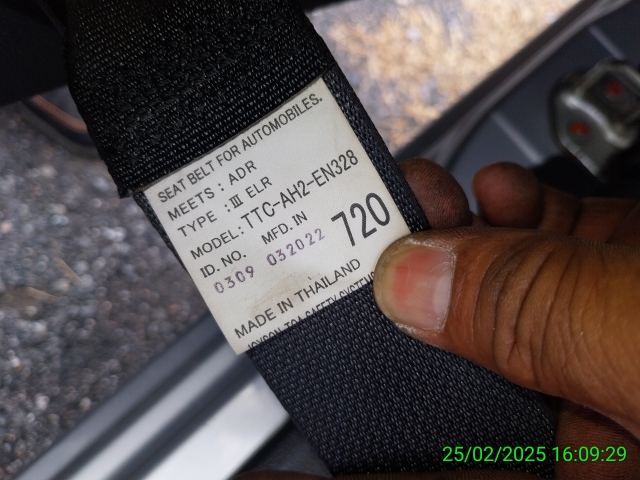 SEAT BELT FOR AUTOMOBILES.
MEETS : ADR
TYPE : III ELR
MODEL: TTC-AH2-EN328
ID. NO. MFD. IN 720
0309 032022
MADE IN THAILAND
25/02/2025 16:09:29